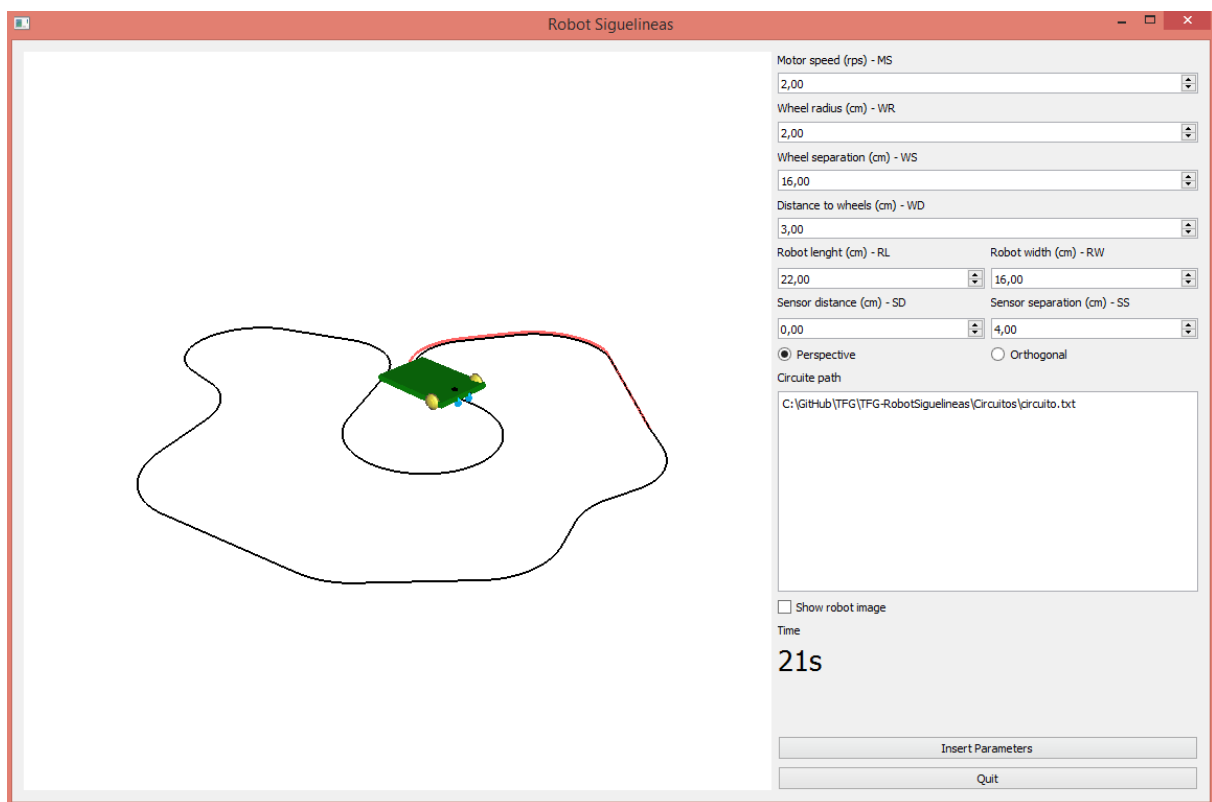 Robot Siguelineas
Motor speed (rps) - MS
2,00
Wheel radius (cm) - WR
2,00
Wheel separation (cm) - WS
16,00
Distance to wheels (cm) - WD
3,00
Robot lenght (cm) - RL Robot width (cm) - RW
22,00 16,00
Sensor distance (cm) - SD Sensor separation (cm) - SS
0,00 4,00
Perspective Orthogonal
Circuite path
C:\GitHub\TFG\TFG-RobotSiguelineas\Circuitos\circuito.txt
Show robot image
Time
21s
Insert Parameters
Quit